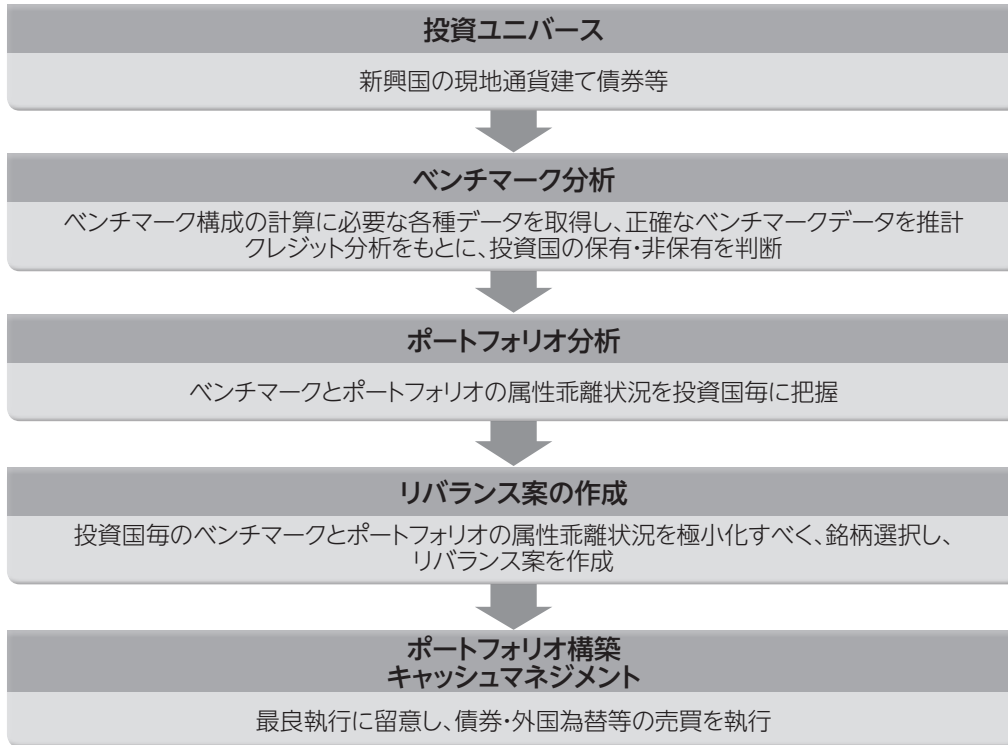 投資ユニバース
新興国の現地通貨建て債券等
ベンチマーク分析
ベンチマーク構成の計算に必要な各種データを取得し、正確なベンチマークデータを推計
クレジット分析をもとに、投資国の保有・非保有を判断
ポートフォリオ分析
ベンチマークとポートフォリオの属性乖離状況を投資国毎に把握
リバランス案の作成
投資国毎のベンチマークとポートフォリオの属性乖離状況を極小化すべく、銘柄選択し、
リバランス案を作成
ポートフォリオ構築
キャッシュマネジメント
最良執行に留意し、債券・外国為替等の売買を執行